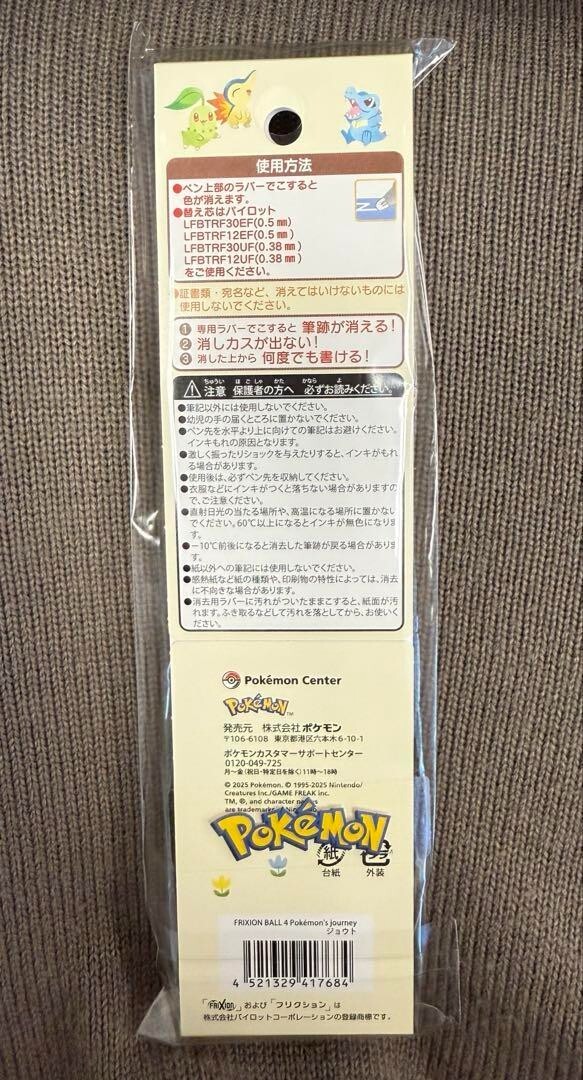 使用方法
●ペン上部のラバーでこすると
色が消えます。
●替え芯はパイロット
LFBTRF30EF(0.5㎜)
LFBTRF12EF(0.5㎜)
LFBTRF30UF(0.38㎜)
LFBTRF12UF(0.38㎜)
をご使用ください。
●証書類・宛名など、消えてはいけないものには
使用しないでください。
① 専用ラバーでこすると 筆跡が消える!
② 消しカスが出ない!
③ 消した上から 何度でも書ける!
ちゅうい ほごしゃ かた かなら よ
注意 保護者の方へ 必ずお読みください。
●筆記以外には使用しないでください。
●幼児の手の届くところに置かないでください。
●ペン先を水平より上に向けての筆記はお避けください。
インキもれの原因となります。
●激しく振ったりショックを与えたりすると、インキがもれ
る場合があります。
●使用後は、必ずペン先を収納してください。
●衣服などにインキがつくと落ちない場合がありますの
で、ご注意ください。
●直射日光の当たる場所や、高温になる場所に置かない
でください。60℃以上になるとインキが無色になりま
す。
●−10℃前後になると消去した筆跡が戻る場合がありま
す。
●紙以外への筆記には使用しないでください。
●感熱紙など紙の種類や、印刷物の特性によっては、消去
に不向きな場合があります。
●消去用ラバーに汚れがついたままこすると、紙面が汚
れます。ふき取るなどして汚れを落としてから、お使いく
ださい。
Pokémon Center
POKéMON™
発売元 株式会社ポケモン
〒106-6108 東京都港区六本木6-10-1
ポケモンカスタマーサポートセンター
0120-049-725
月～金(祝日・特定日を除く)11時～18時
© 2025 Pokémon. © 1995-2025 Nintendo/
Creatures Inc./GAME FREAK inc.
TM, ®, and character names
are trademarks
POKéMON
紙 プラ
台紙 外装
FRIXION BALL 4 Pokémon's journey
ジョウト
4 521329 417684
「FRIXION」および「フリクション」は
株式会社パイロットコーポレーションの登録商標です。